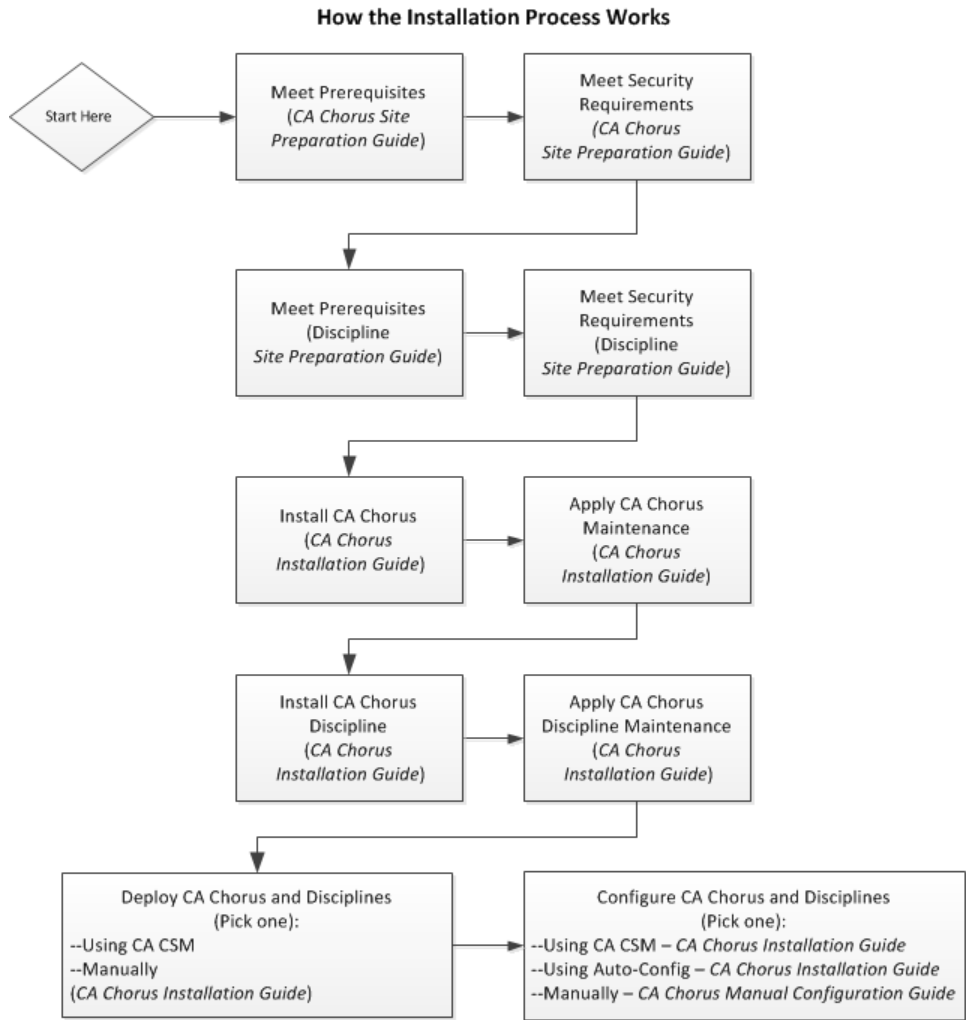 How the Installation Process Works
Start Here
Meet Prerequisites
(CA Chorus Site
Preparation Guide)
Meet Security
Requirements
(CA Chorus
Site Preparation Guide)
Meet Prerequisites
(Discipline
Site Preparation Guide)
Meet Security
Requirements
(Discipline
Site Preparation Guide)
Install CA Chorus
(CA Chorus
Installation Guide)
Apply CA Chorus
Maintenance
(CA Chorus
Installation Guide)
Install CA Chorus
Discipline
(CA Chorus
Installation Guide)
Apply CA Chorus
Discipline Maintenance
(CA Chorus
Installation Guide)
Deploy CA Chorus and Disciplines
(Pick one):
--Using CA CSM
--Manually
(CA Chorus Installation Guide)
Configure CA Chorus and Disciplines
(Pick one):
--Using CA CSM – CA Chorus Installation Guide
--Using Auto-Config – CA Chorus Installation Guide
--Manually – CA Chorus Manual Configuration Guide